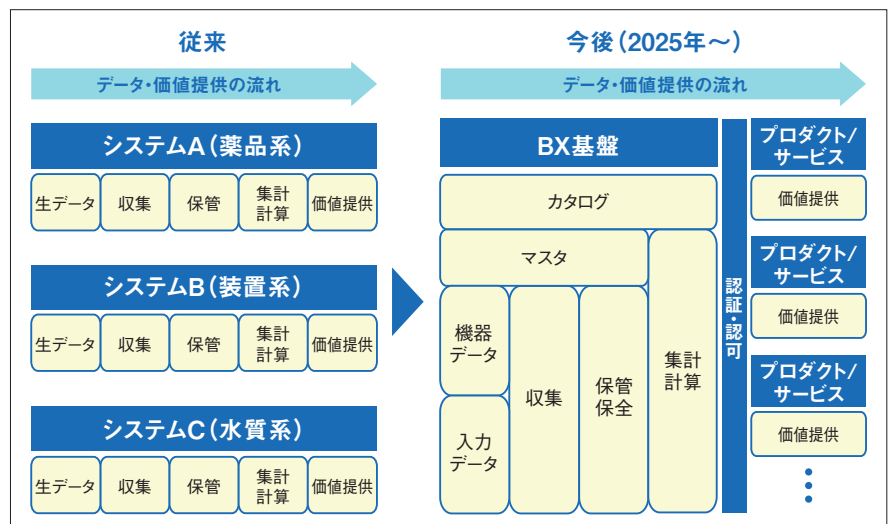 従来
データ・価値提供の流れ
システムA(薬品系)
生データ
収集
保管
集計
計算
価値提供
システムB(装置系)
生データ
収集
保管
集計
計算
価値提供
システムC(水質系)
生データ
収集
保管
集計
計算
価値提供
今後(2025年～)
データ・価値提供の流れ
BX基盤
カタログ
マスタ
機器
データ
入力
データ
収集
保管
保全
集計
計算
認証・認可
プロダクト/
サービス
価値提供
プロダクト/
サービス
価値提供
プロダクト/
サービス
価値提供